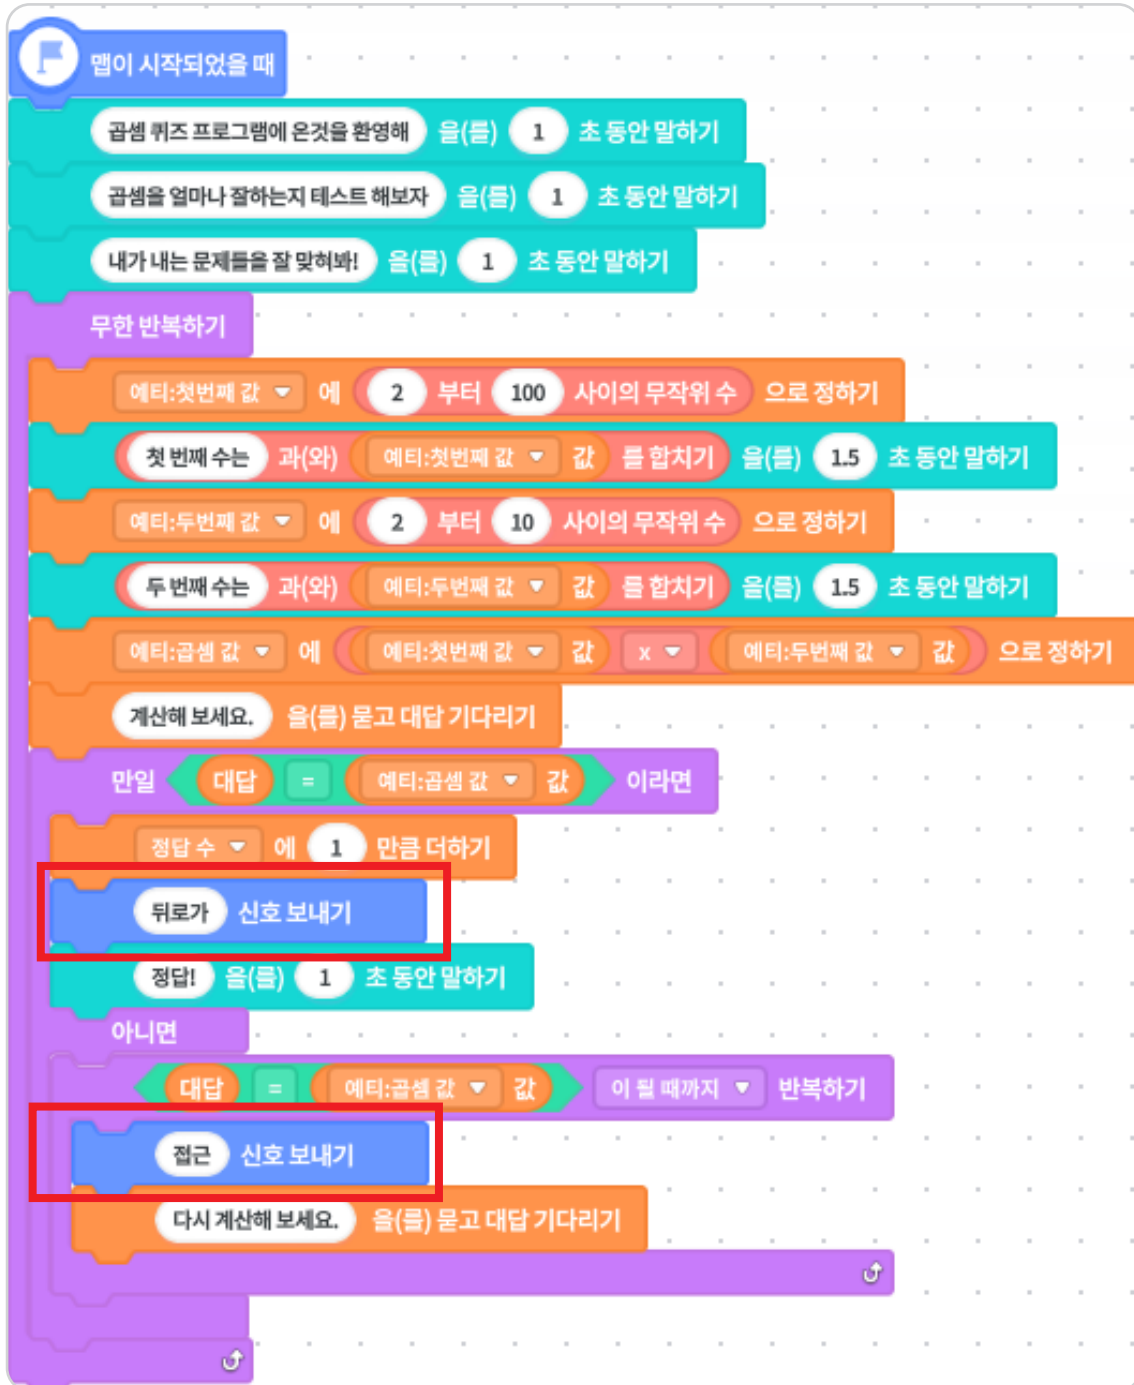 맵이 시작되었을 때
곱셈 퀴즈 프로그램에 온것을 환영해 을(를) 1 초 동안 말하기
곱셈을 얼마나 잘하는지 테스트 해보자 을(를) 1 초 동안 말하기
내가 내는 문제들을 잘 맞혀봐! 을(를) 1 초 동안 말하기
무한 반복하기
예티:첫번째 값 에 2 부터 100 사이의 무작위 수 으로 정하기
첫 번째 수는 과(와) 예티:첫번째 값 값 를 합치기 을(를) 1.5 초 동안 말하기
예티:두번째 값 에 2 부터 10 사이의 무작위 수 으로 정하기
두 번째 수는 과(와) 예티:두번째 값 값 를 합치기 을(를) 1.5 초 동안 말하기
예티:곱셈 값 에 예티:첫번째 값 값 x 예티:두번째 값 값 으로 정하기
계산해 보세요. 을(를) 묻고 대답 기다리기
만일 대답 = 예티:곱셈 값 값 이라면
정답 수 에 1 만큼 더하기
뒤로가 신호 보내기
정답! 을(를) 1 초 동안 말하기
아니면
대답 = 예티:곱셈 값 값 이 될 때까지 반복하기
접근 신호 보내기
다시 계산해 보세요. 을(를) 묻고 대답 기다리기